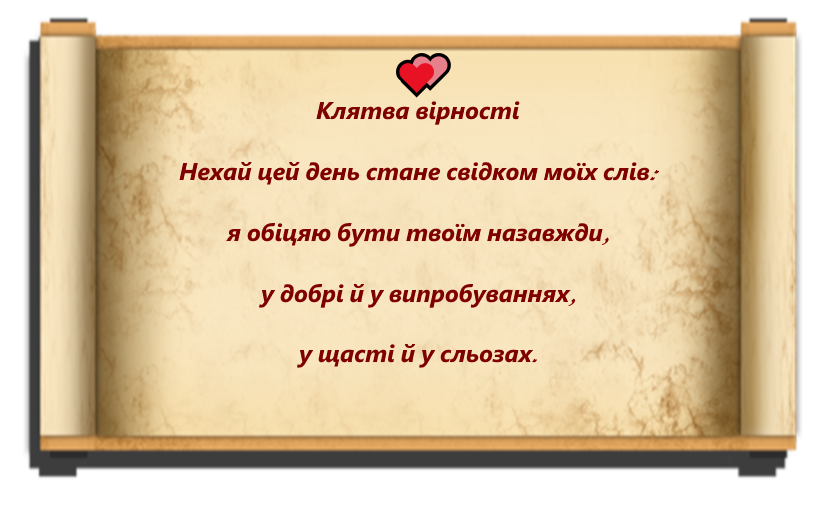 Клятва вірності
Нехай цей день стане свідком моїх слів:
я обіцяю бути твоїм назавжди,
у добрі й у випробуваннях,
у щасті й у сльозах.